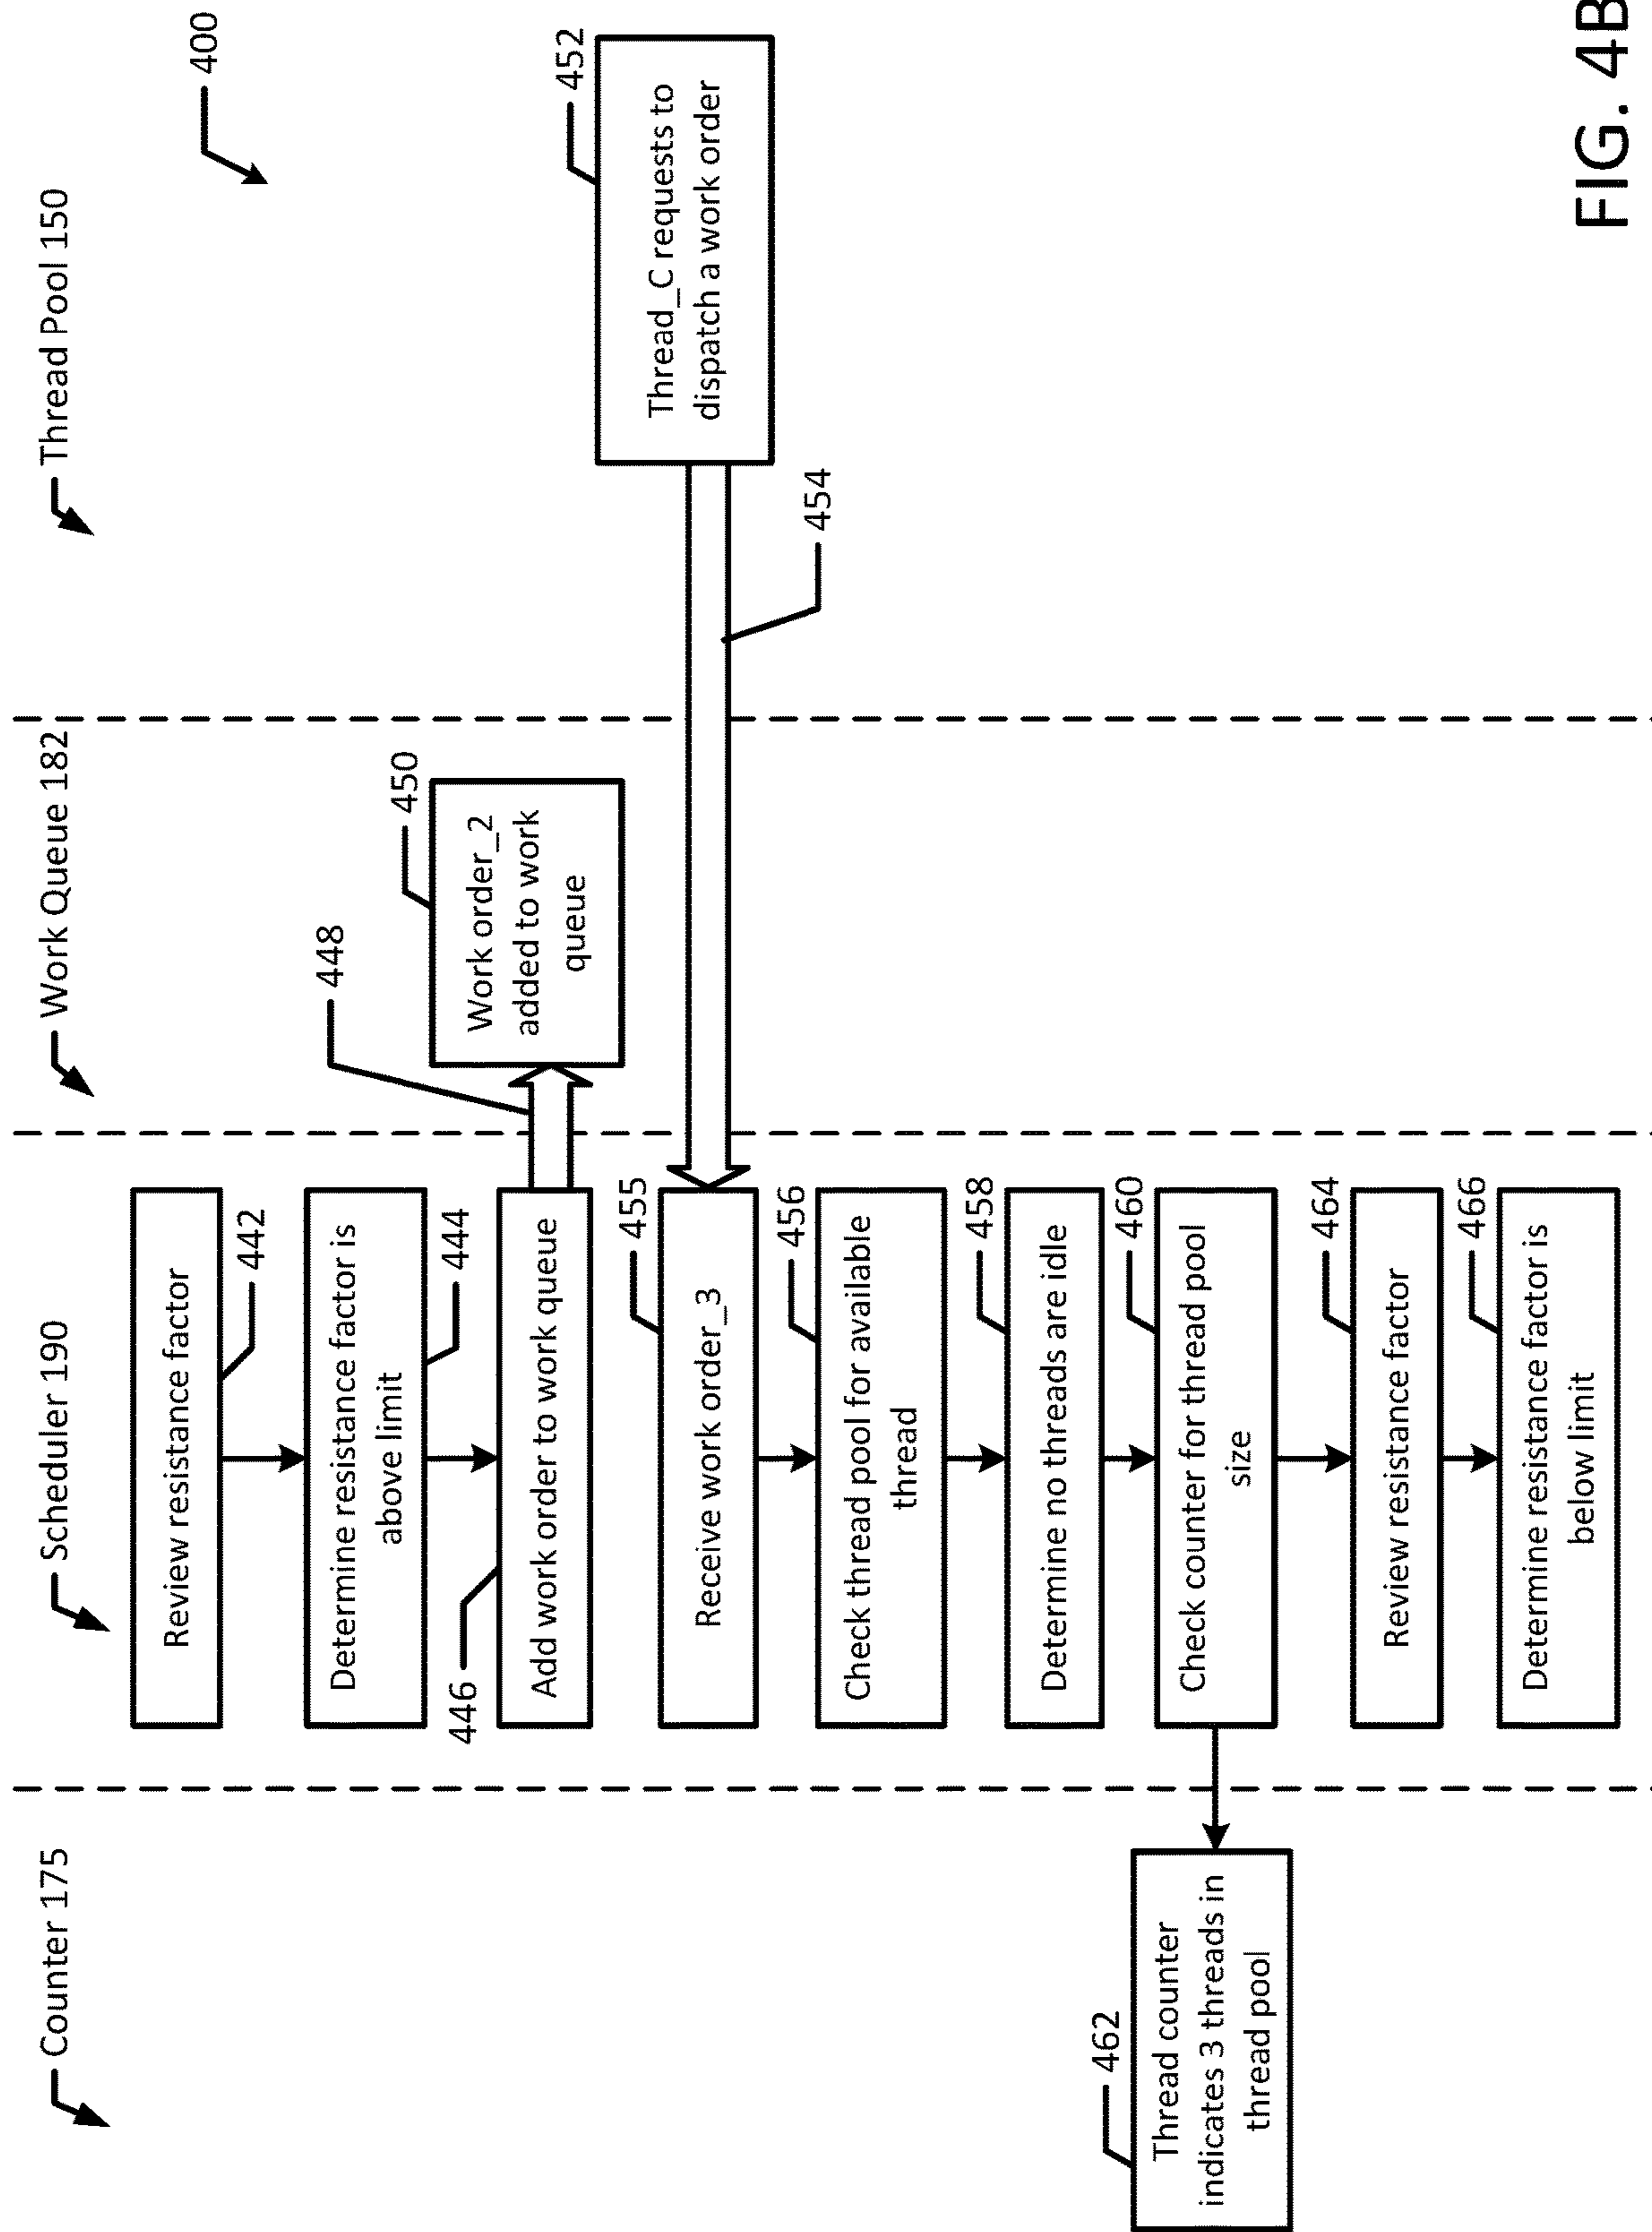 Counter 175
Scheduler 190
Work Queue 182
Thread Pool 150
400
Review resistance factor
442
Determine resistance factor is
above limit
444
446
Add work order to work queue
448
450
Work order_2
added to work
queue
452
Thread_C requests to
dispatch a work order
454
455
Receive work order_3
456
Check thread pool for available
thread
458
Determine no threads are idle
460
Check counter for thread pool
size
462
Thread counter
indicates 3 threads in
thread pool
464
Review resistance factor
466
Determine resistance factor is
below limit
FIG. 4B